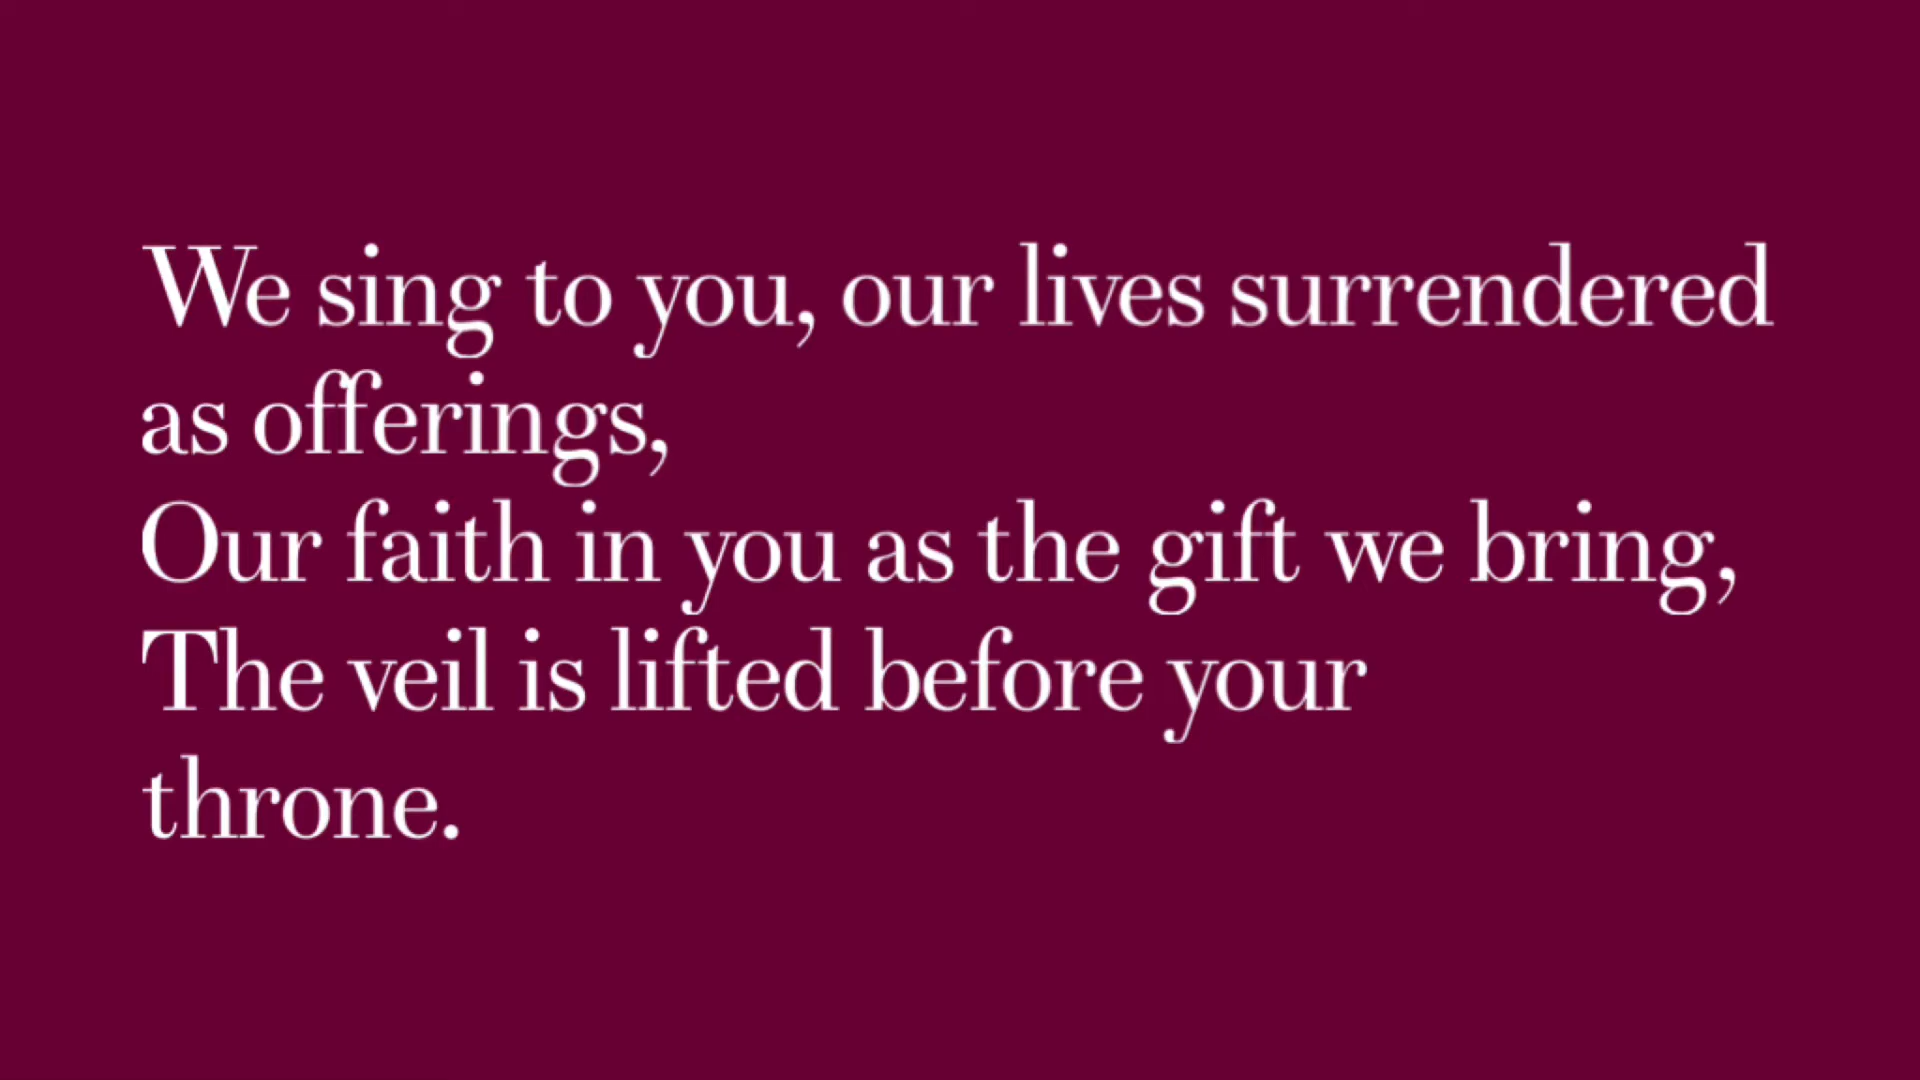 We sing to you, our lives surrendered
as offerings,
Our faith in you as the gift we bring,
The veil is lifted before your
throne.